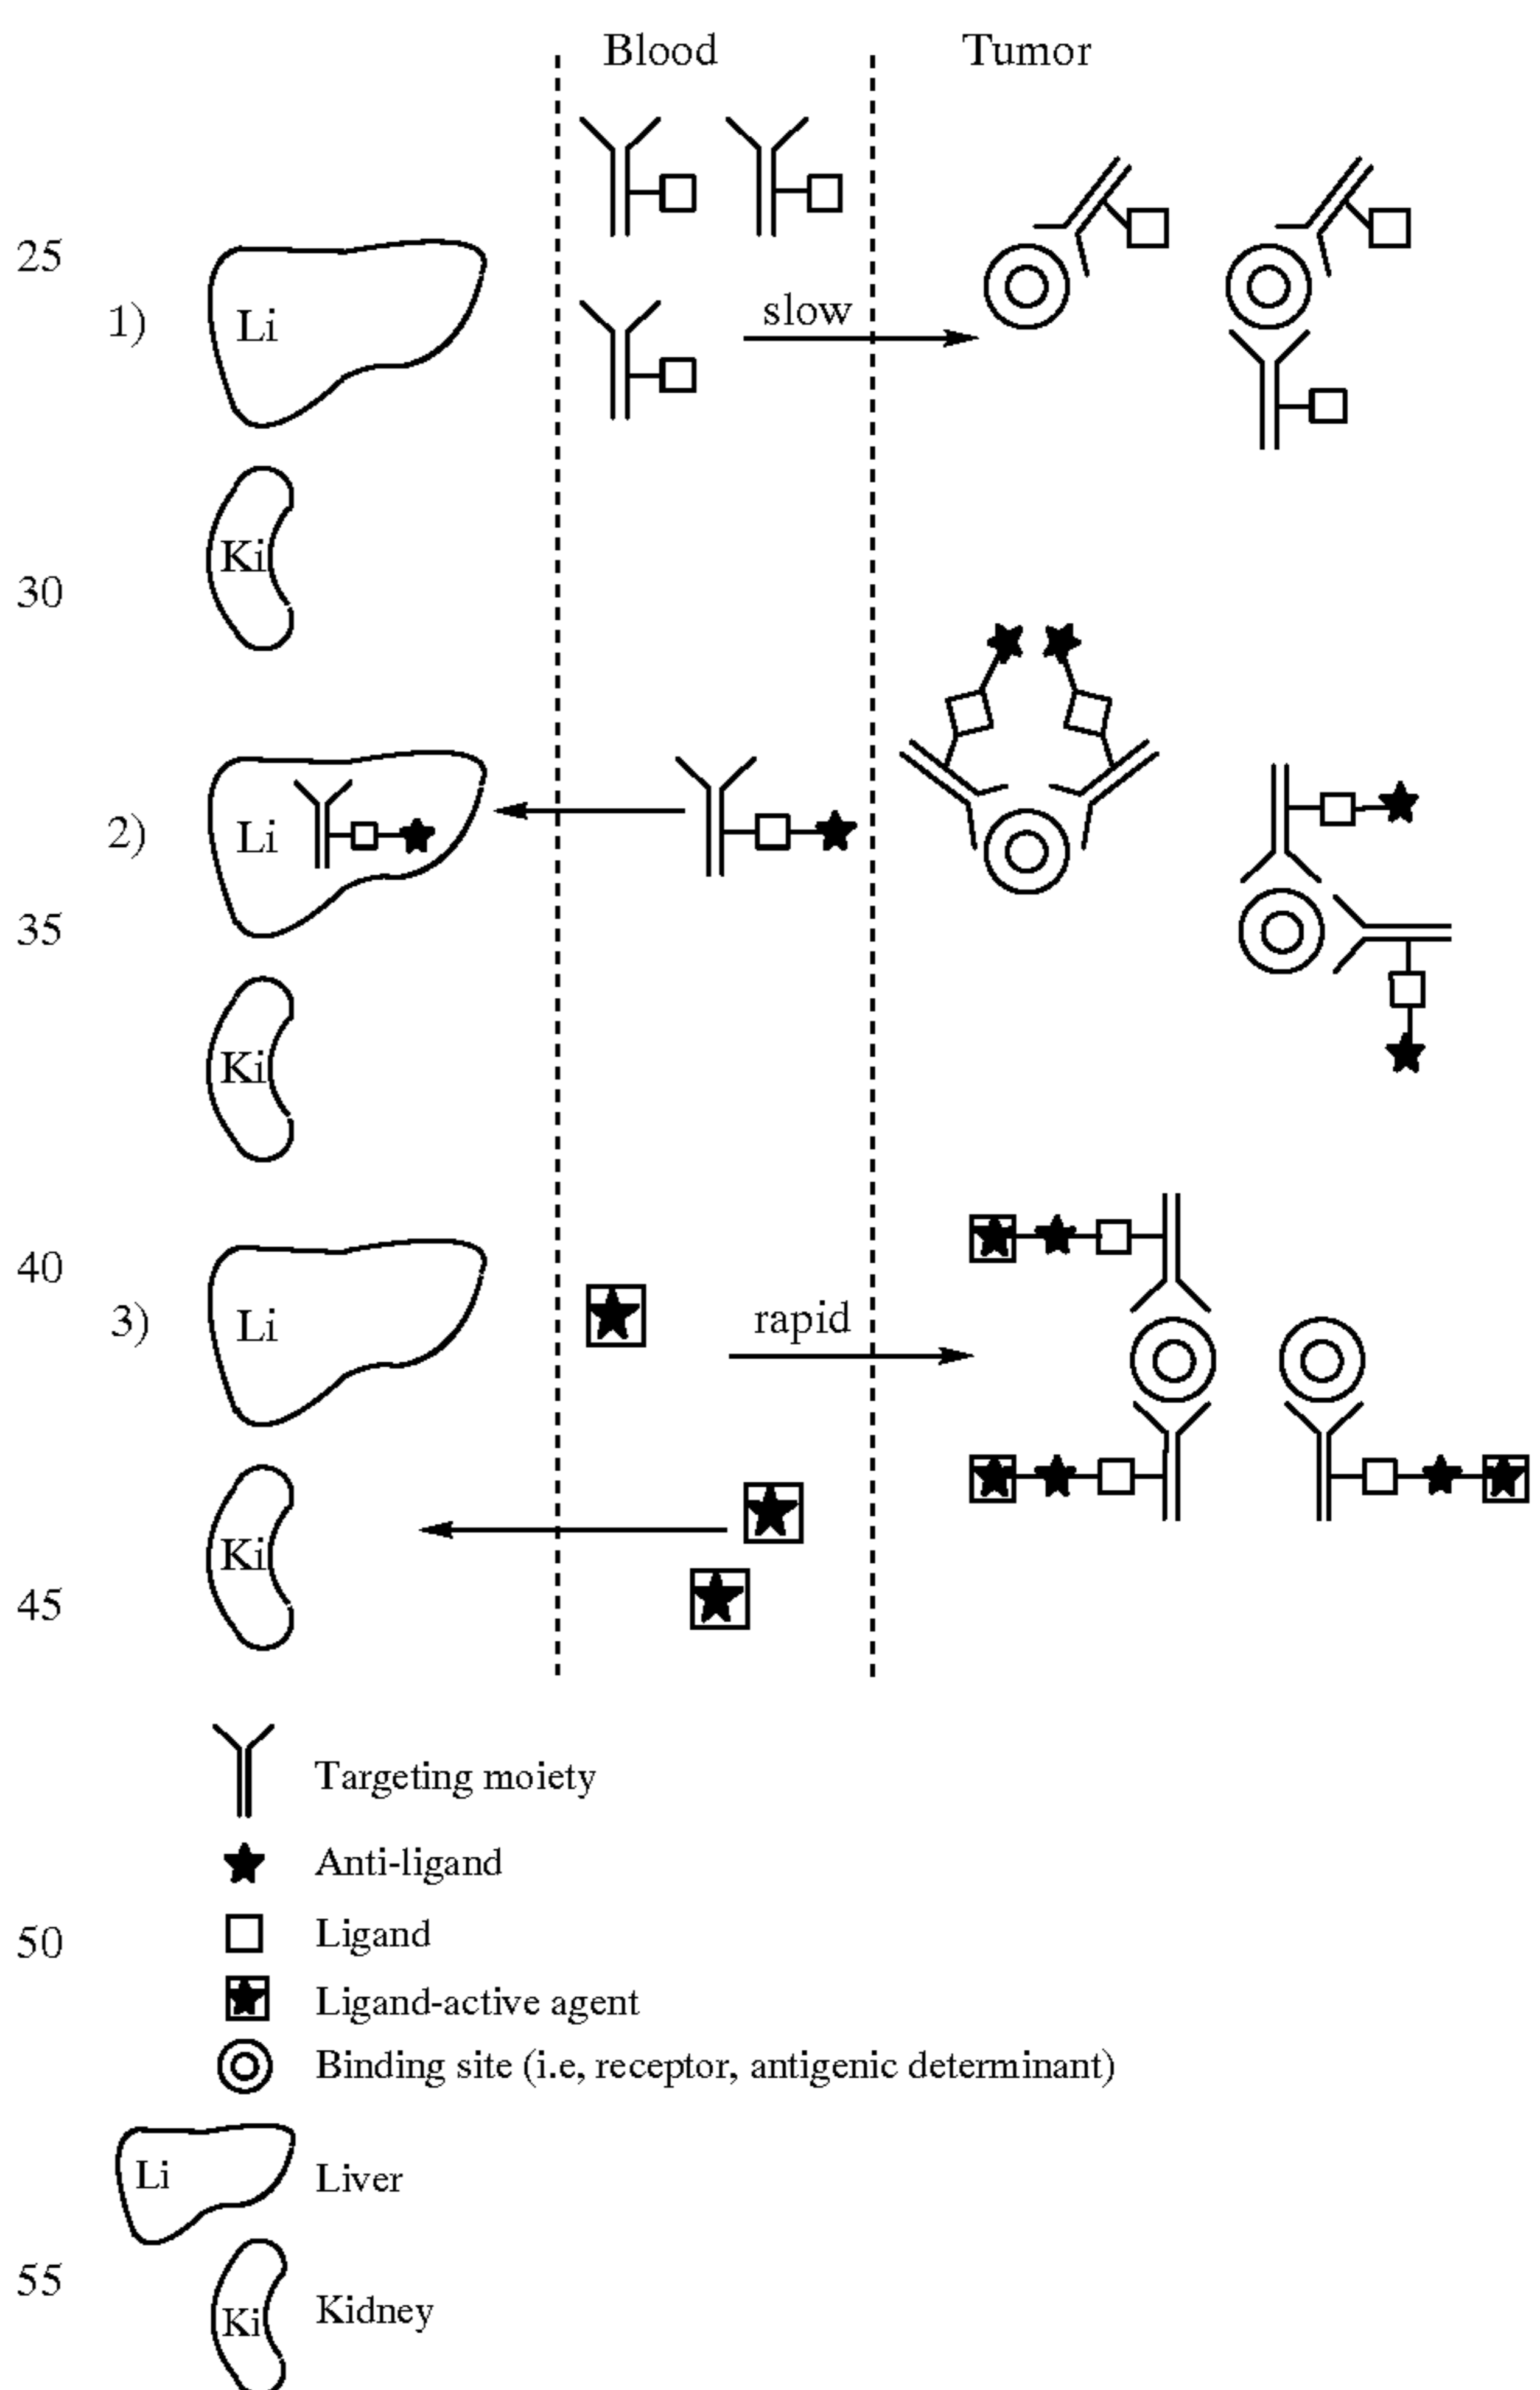 Blood Tumor
25
slow
1) Li
Ki
30
2) Li
35
Ki
40
rapid
3) Li
Ki
45
Targeting moiety
Anti-ligand
50 Ligand
Ligand-active agent
Binding site (i.e, receptor, antigenic determinant)
Li Liver
55
Ki Kidney